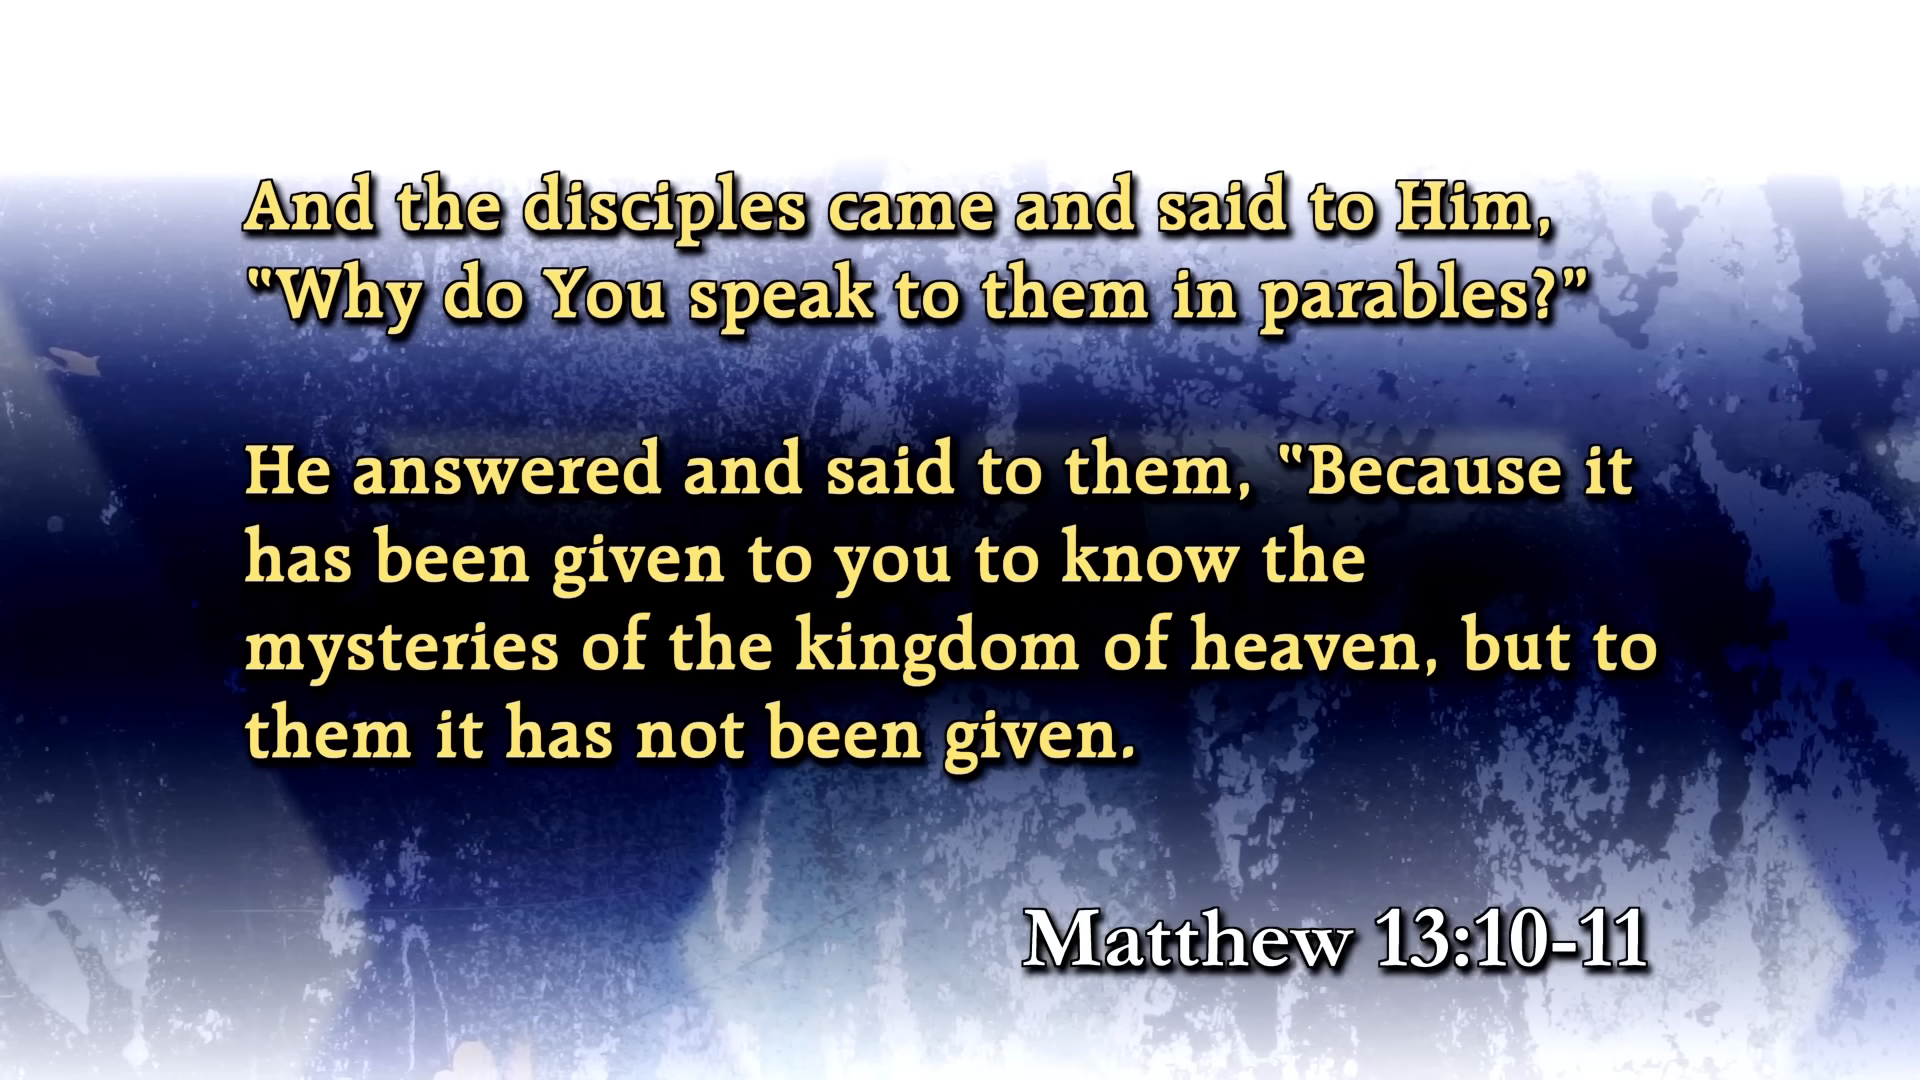 And the disciples came and said to Him,
“Why do You speak to them in parables?”
He answered and said to them, “Because it
has been given to you to know the
mysteries of the kingdom of heaven, but to
them it has not been given.
Matthew 13:10-11